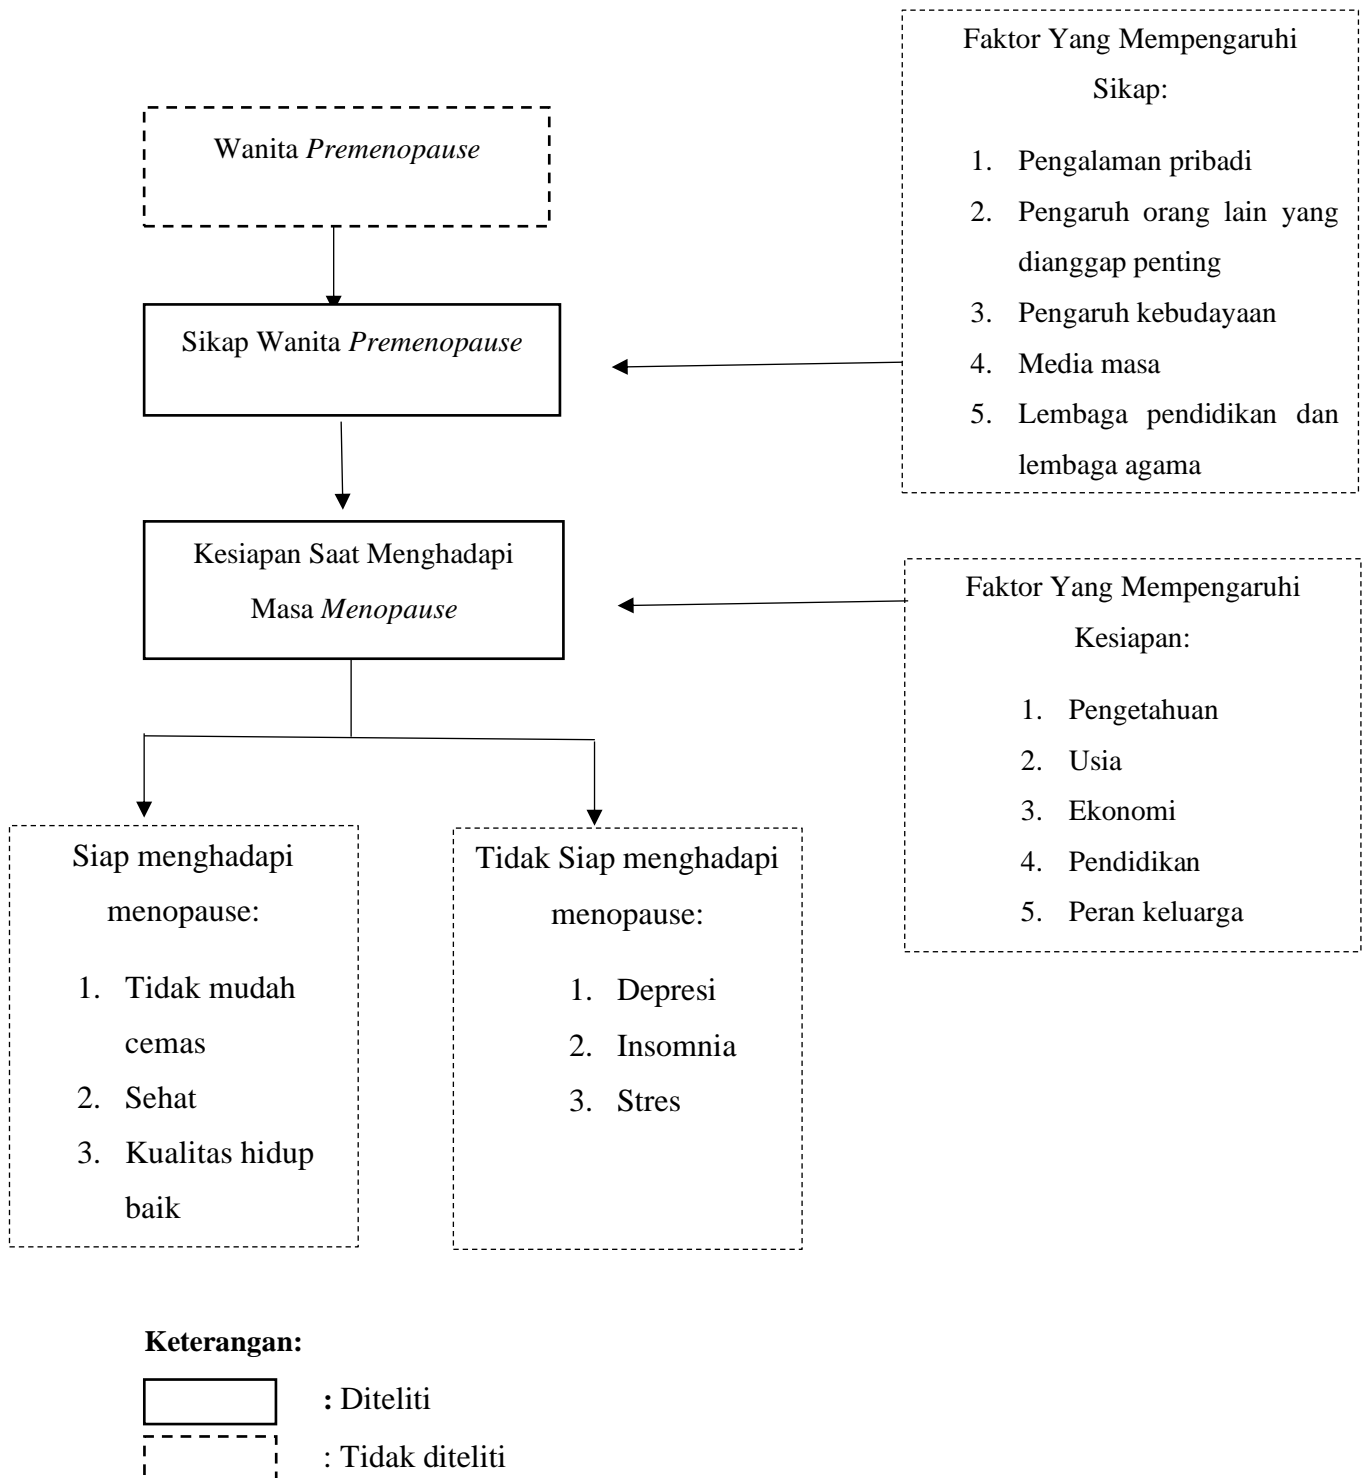 Faktor Yang Mempengaruhi
Sikap:
1. Pengalaman pribadi
2. Pengaruh orang lain yang
dianggap penting
3. Pengaruh kebudayaan
4. Media masa
5. Lembaga pendidikan dan
lembaga agama
Wanita Premenopause
Sikap Wanita Premenopause
Kesiapan Saat Menghadapi
Masa Menopause
Faktor Yang Mempengaruhi
Kesiapan:
1. Pengetahuan
2. Usia
3. Ekonomi
4. Pendidikan
5. Peran keluarga
Siap menghadapi
menopause:
1. Tidak mudah
cemas
2. Sehat
3. Kualitas hidup
baik
Tidak Siap menghadapi
menopause:
1. Depresi
2. Insomnia
3. Stres
Keterangan:
: Diteliti
: Tidak diteliti